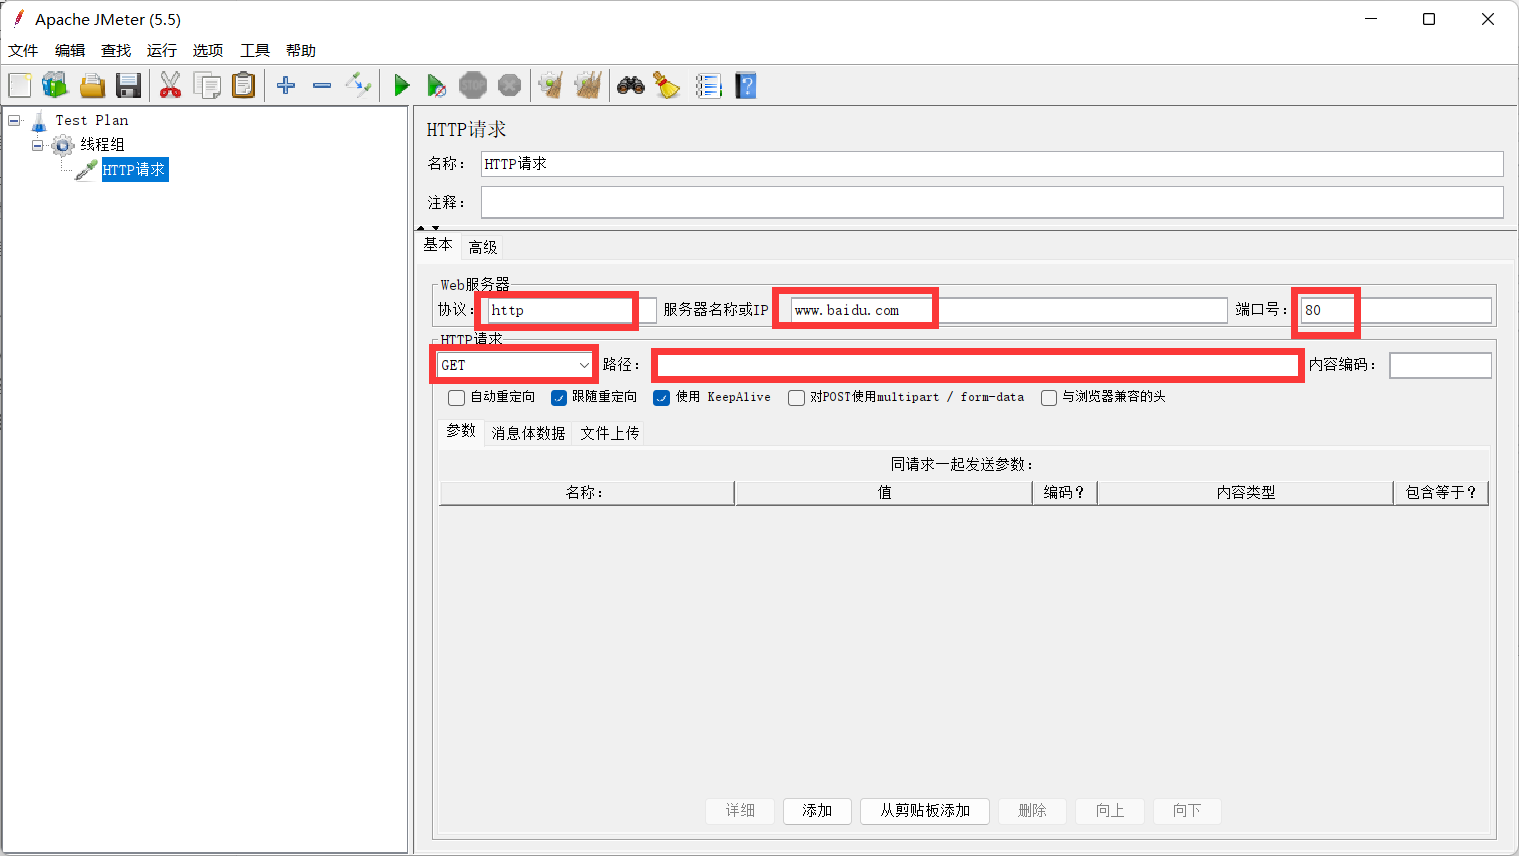 Apache JMeter (5.5)
文件 编辑 查找 运行 选项 工具 帮助
STOP
Test Plan
线程组
HTTP请求
HTTP请求
名称： HTTP请求
注释：
基本 高级
Web服务器
协议： http 服务器名称或IP www.baidu.com 端口号： 80
HTTP请求
GET 路径： 内容编码：
自动重定向 跟随重定向 使用 KeepAlive 对POST使用multipart / form-data 与浏览器兼容的头
参数 消息体数据 文件上传
同请求一起发送参数：
名称： 值 编码？ 内容类型 包含等于？
详细 添加 从剪贴板添加 删除 向上 向下